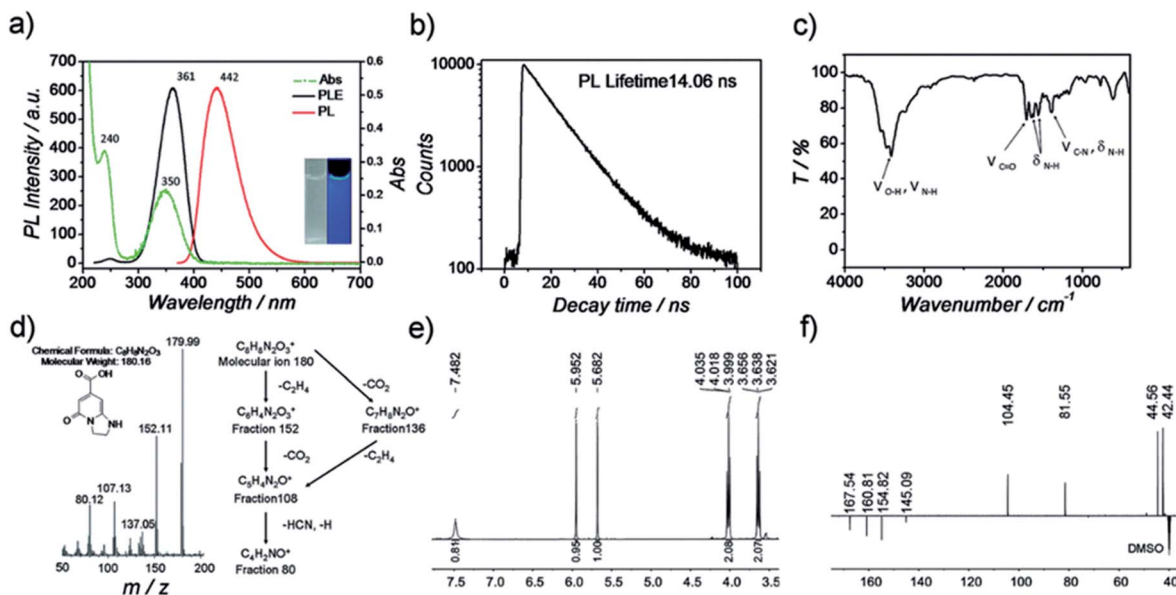 a)
700
600
500
400
300
200
100
0
PL Intensity / a.u.
240
361
442
350
Abs
PLE
PL
0.6
0.5
0.4
0.3
0.2
0.1
0.0
Abs
200 300 400 500 600 700
Wavelength / nm
b)
10000
1000
100
Counts
PL Lifetime14.06 ns
0 20 40 60 80 100
Decay time / ns
c)
100
80
60
40
20
0
T / %
V O-H , V N-H
V C=O
δ N-H
V C-N , δ N-H
4000 3000 2000 1000
Wavenumber / cm-1
d)
Chemical Formula: C8H8N2O3
Molecular Weight: 180.16
O
OH
O
N
NH
179.99
152.11
107.13
80.12
137.05
50 100 150 200
m / z
C8H8N2O3+
Molecular ion 180
-C2H4
-CO2
C6H4N2O3+
Fraction 152
C7H8N2O+
Fraction136
-CO2
-C2H4
C5H4N2O+
Fraction108
-HCN, -H
C4H2NO+
Fraction 80
e)
7.482
5.952
5.682
4.035
4.018
3.999
3.656
3.638
3.621
0.81
0.95
1.00
2.08
2.07
7.5 7.0 6.5 6.0 5.5 5.0 4.5 4.0 3.5
f)
167.54
160.81
154.82
145.09
104.45
81.55
44.56
42.44
DMSO
160 140 120 100 80 60 40